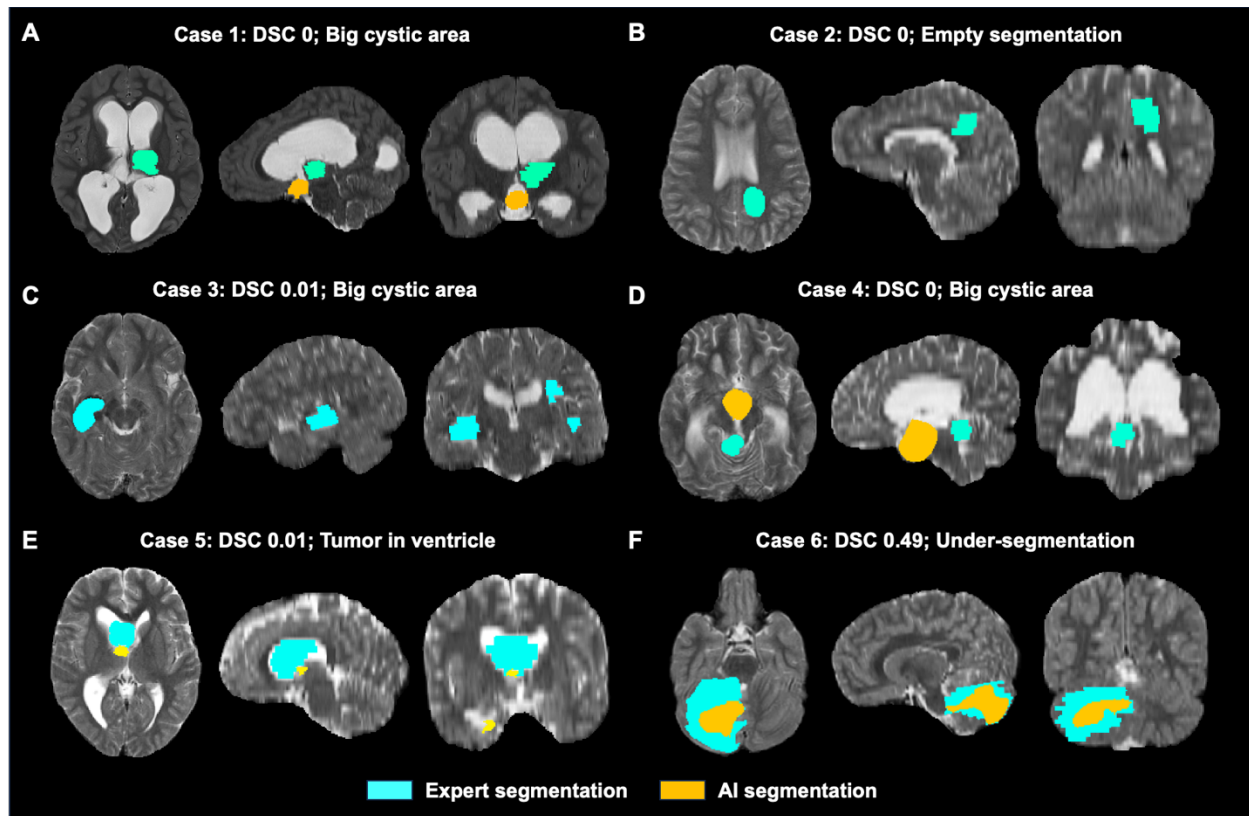 A
Case 1: DSC 0; Big cystic area
B
Case 2: DSC 0; Empty segmentation
C
Case 3: DSC 0.01; Big cystic area
D
Case 4: DSC 0; Big cystic area
E
Case 5: DSC 0.01; Tumor in ventricle
F
Case 6: DSC 0.49; Under-segmentation
Expert segmentation
AI segmentation